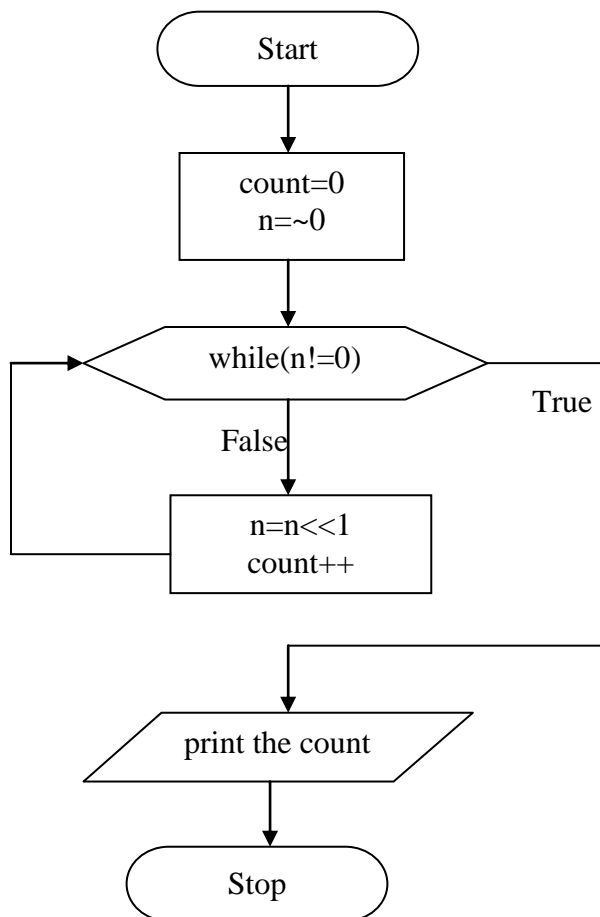 Start
count=0
n=~0
while(n!=0)
True
False
n=n<<1
count++
print the count
Stop